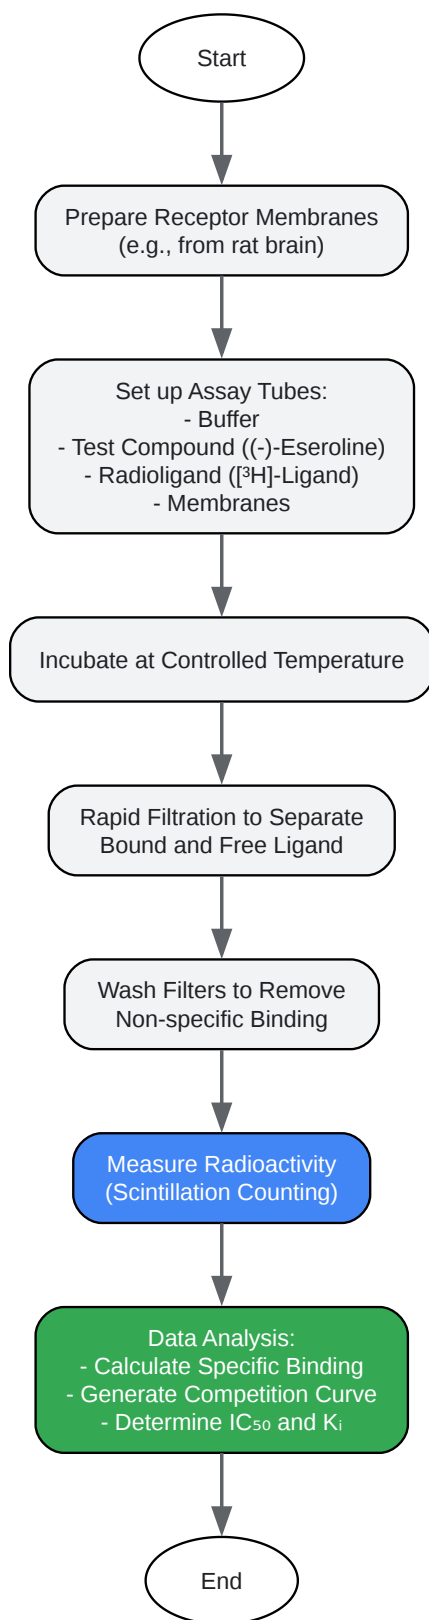 Start
Prepare Receptor Membranes
(e.g., from rat brain)
Set up Assay Tubes:
- Buffer
- Test Compound ((-)-Eseroline)
- Radioligand ([³H]-Ligand)
- Membranes
Incubate at Controlled Temperature
Rapid Filtration to Separate
Bound and Free Ligand
Wash Filters to Remove
Non-specific Binding
Measure Radioactivity
(Scintillation Counting)
Data Analysis:
- Calculate Specific Binding
- Generate Competition Curve
- Determine IC₅₀ and Kᵢ
End